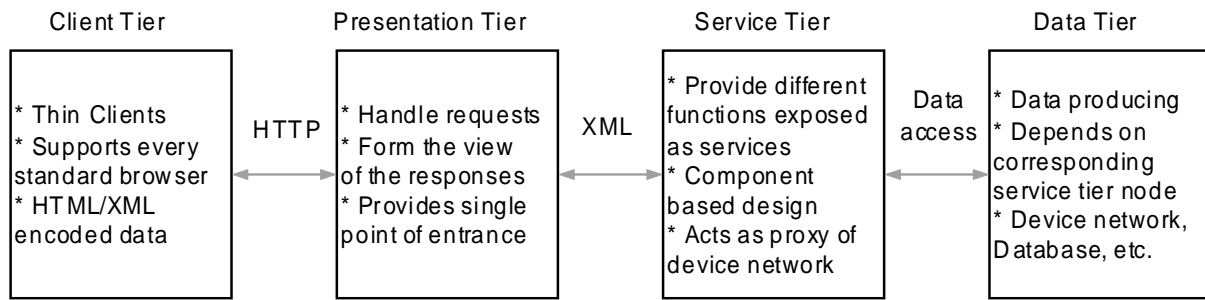 Client Tier
* Thin Clients
* Supports every
standard browser
* HTML/XML
encoded data
HTTP
Presentation Tier
* Handle requests
* Form the view
of the responses
* Provides single
point of entrance
XML
Service Tier
* Provide different
functions exposed
as services
* Component
based design
* Acts as proxy of
device network
Data
access
Data Tier
* Data producing
* Depends on
corresponding
service tier node
* Device network,
Database, etc.